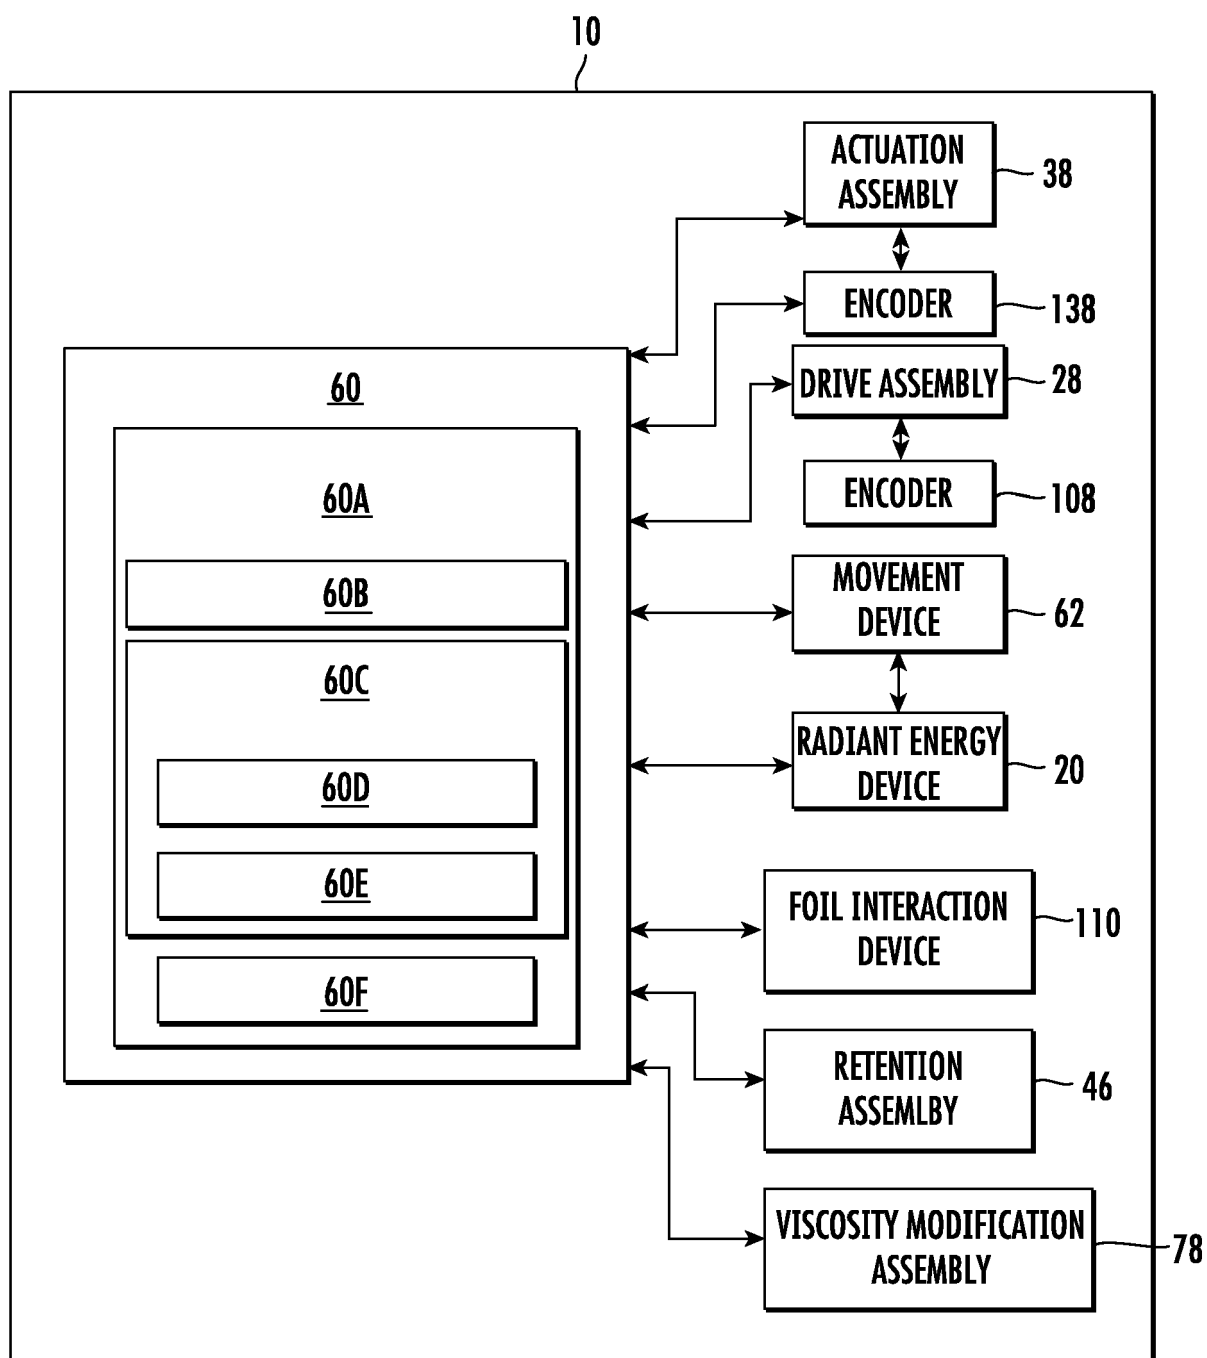 10
ACTUATION
ASSEMBLY
38
ENCODER
138
DRIVE ASSEMBLY
28
ENCODER
108
MOVEMENT
DEVICE
62
RADIANT ENERGY
DEVICE
20
FOIL INTERACTION
DEVICE
110
RETENTION
ASSEMLBY
46
VISCOSITY MODIFICATION
ASSEMBLY
78
60
60A
60B
60C
60D
60E
60F